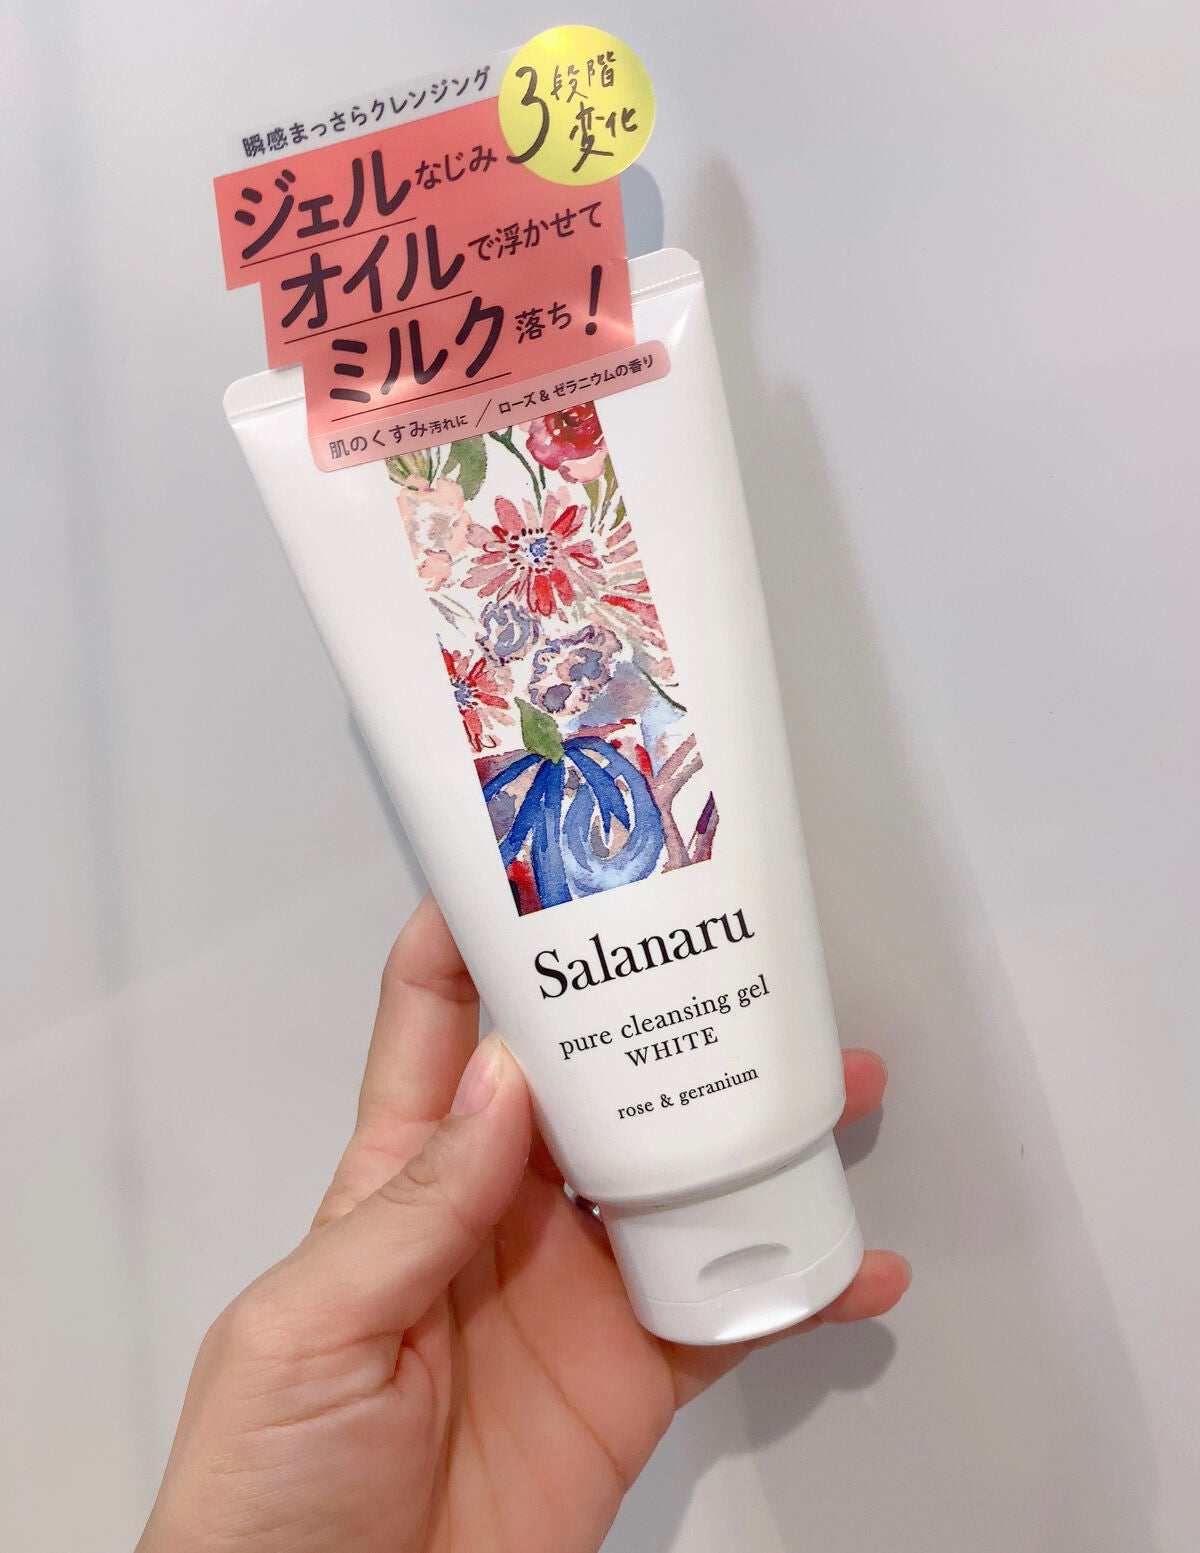 瞬感まっさらクレンジング
3段階
変化
ジェルなじみ
オイルで浮かせて
ミルク落ち！
肌のくすみ汚れに／ローズ&ゼラニウムの香り
Salanaru
pure cleansing gel
WHITE
rose & geranium